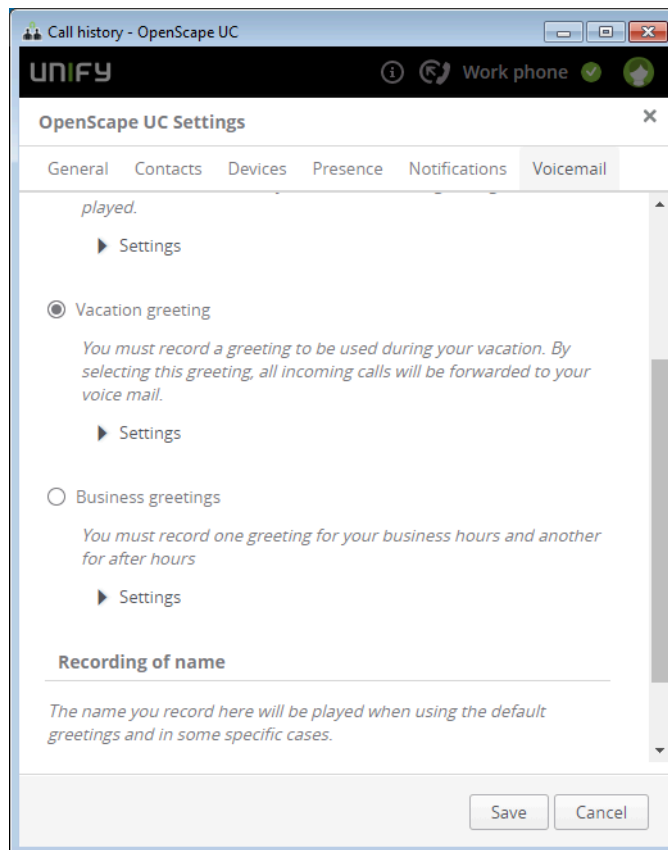 Call history - OpenScape UC
UNIFY
Work phone
OpenScape UC Settings
General Contacts Devices Presence Notifications Voicemail
played.
Settings
Vacation greeting
You must record a greeting to be used during your vacation. By
selecting this greeting, all incoming calls will be forwarded to your
voice mail.
Settings
Business greetings
You must record one greeting for your business hours and another
for after hours
Settings
Recording of name
The name you record here will be played when using the default
greetings and in some specific cases.
Save Cancel